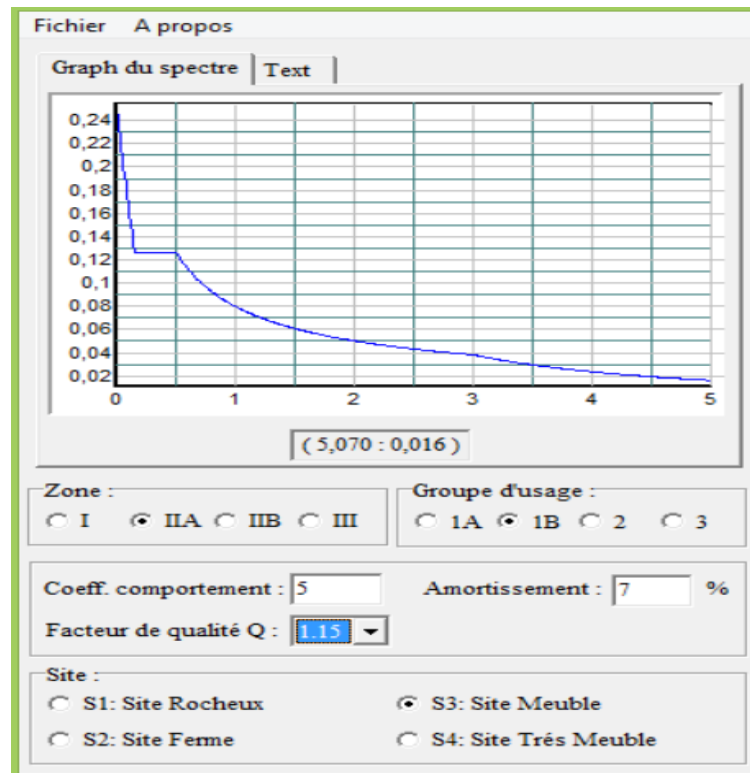 Fichier A propos
Graph du spectre Text
0,24
0,22
0,2
0,18
0,16
0,14
0,12
0,1
0,08
0,06
0,04
0,02
0 1 2 3 4 5
( 5,070 : 0,016 )
Zone :
I IIA IIB III
Groupe d'usage :
1A 1B 2 3
Coeff. comportement : 5 Amortissement : 7 %
Facteur de qualité Q : 1.15
Site :
S1: Site Rocheux S3: Site Meuble
S2: Site Ferme S4: Site Trés Meuble